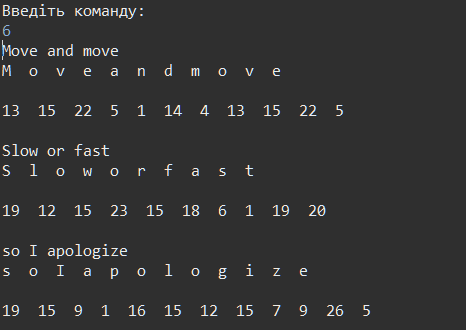 Введіть команду:
6
Move and move
M o v e a n d m o v e
13 15 22 5 1 14 4 13 15 22 5
Slow or fast
S l o w o r f a s t
19 12 15 23 15 18 6 1 19 20
so I apologize
s o I a p o l o g i z e
19 15 9 1 16 15 12 15 7 9 26 5